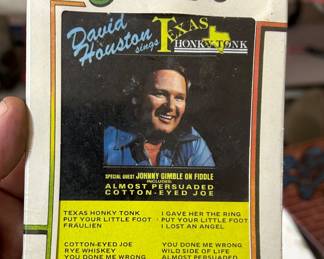 David
Houston
sings
TEXAS
HONKY TONK
SPECIAL GUEST JOHNNY GIMBLE ON FIDDLE
INCLUDES
ALMOST PERSUADED
COTTON-EYED JOE
TEXAS HONKY TONK
PUT YOUR LITTLE FOOT
FRÄULIEN
I GAVE HER THE RING
PUT YOUR LITTLE FOOT
I LOST AN ANGEL
COTTON-EYED JOE
RYE WHISKEY
YOU DONE ME WRONG
YOU DONE ME WRONG
WILD SIDE OF LIFE
ALMOST PERSUADED